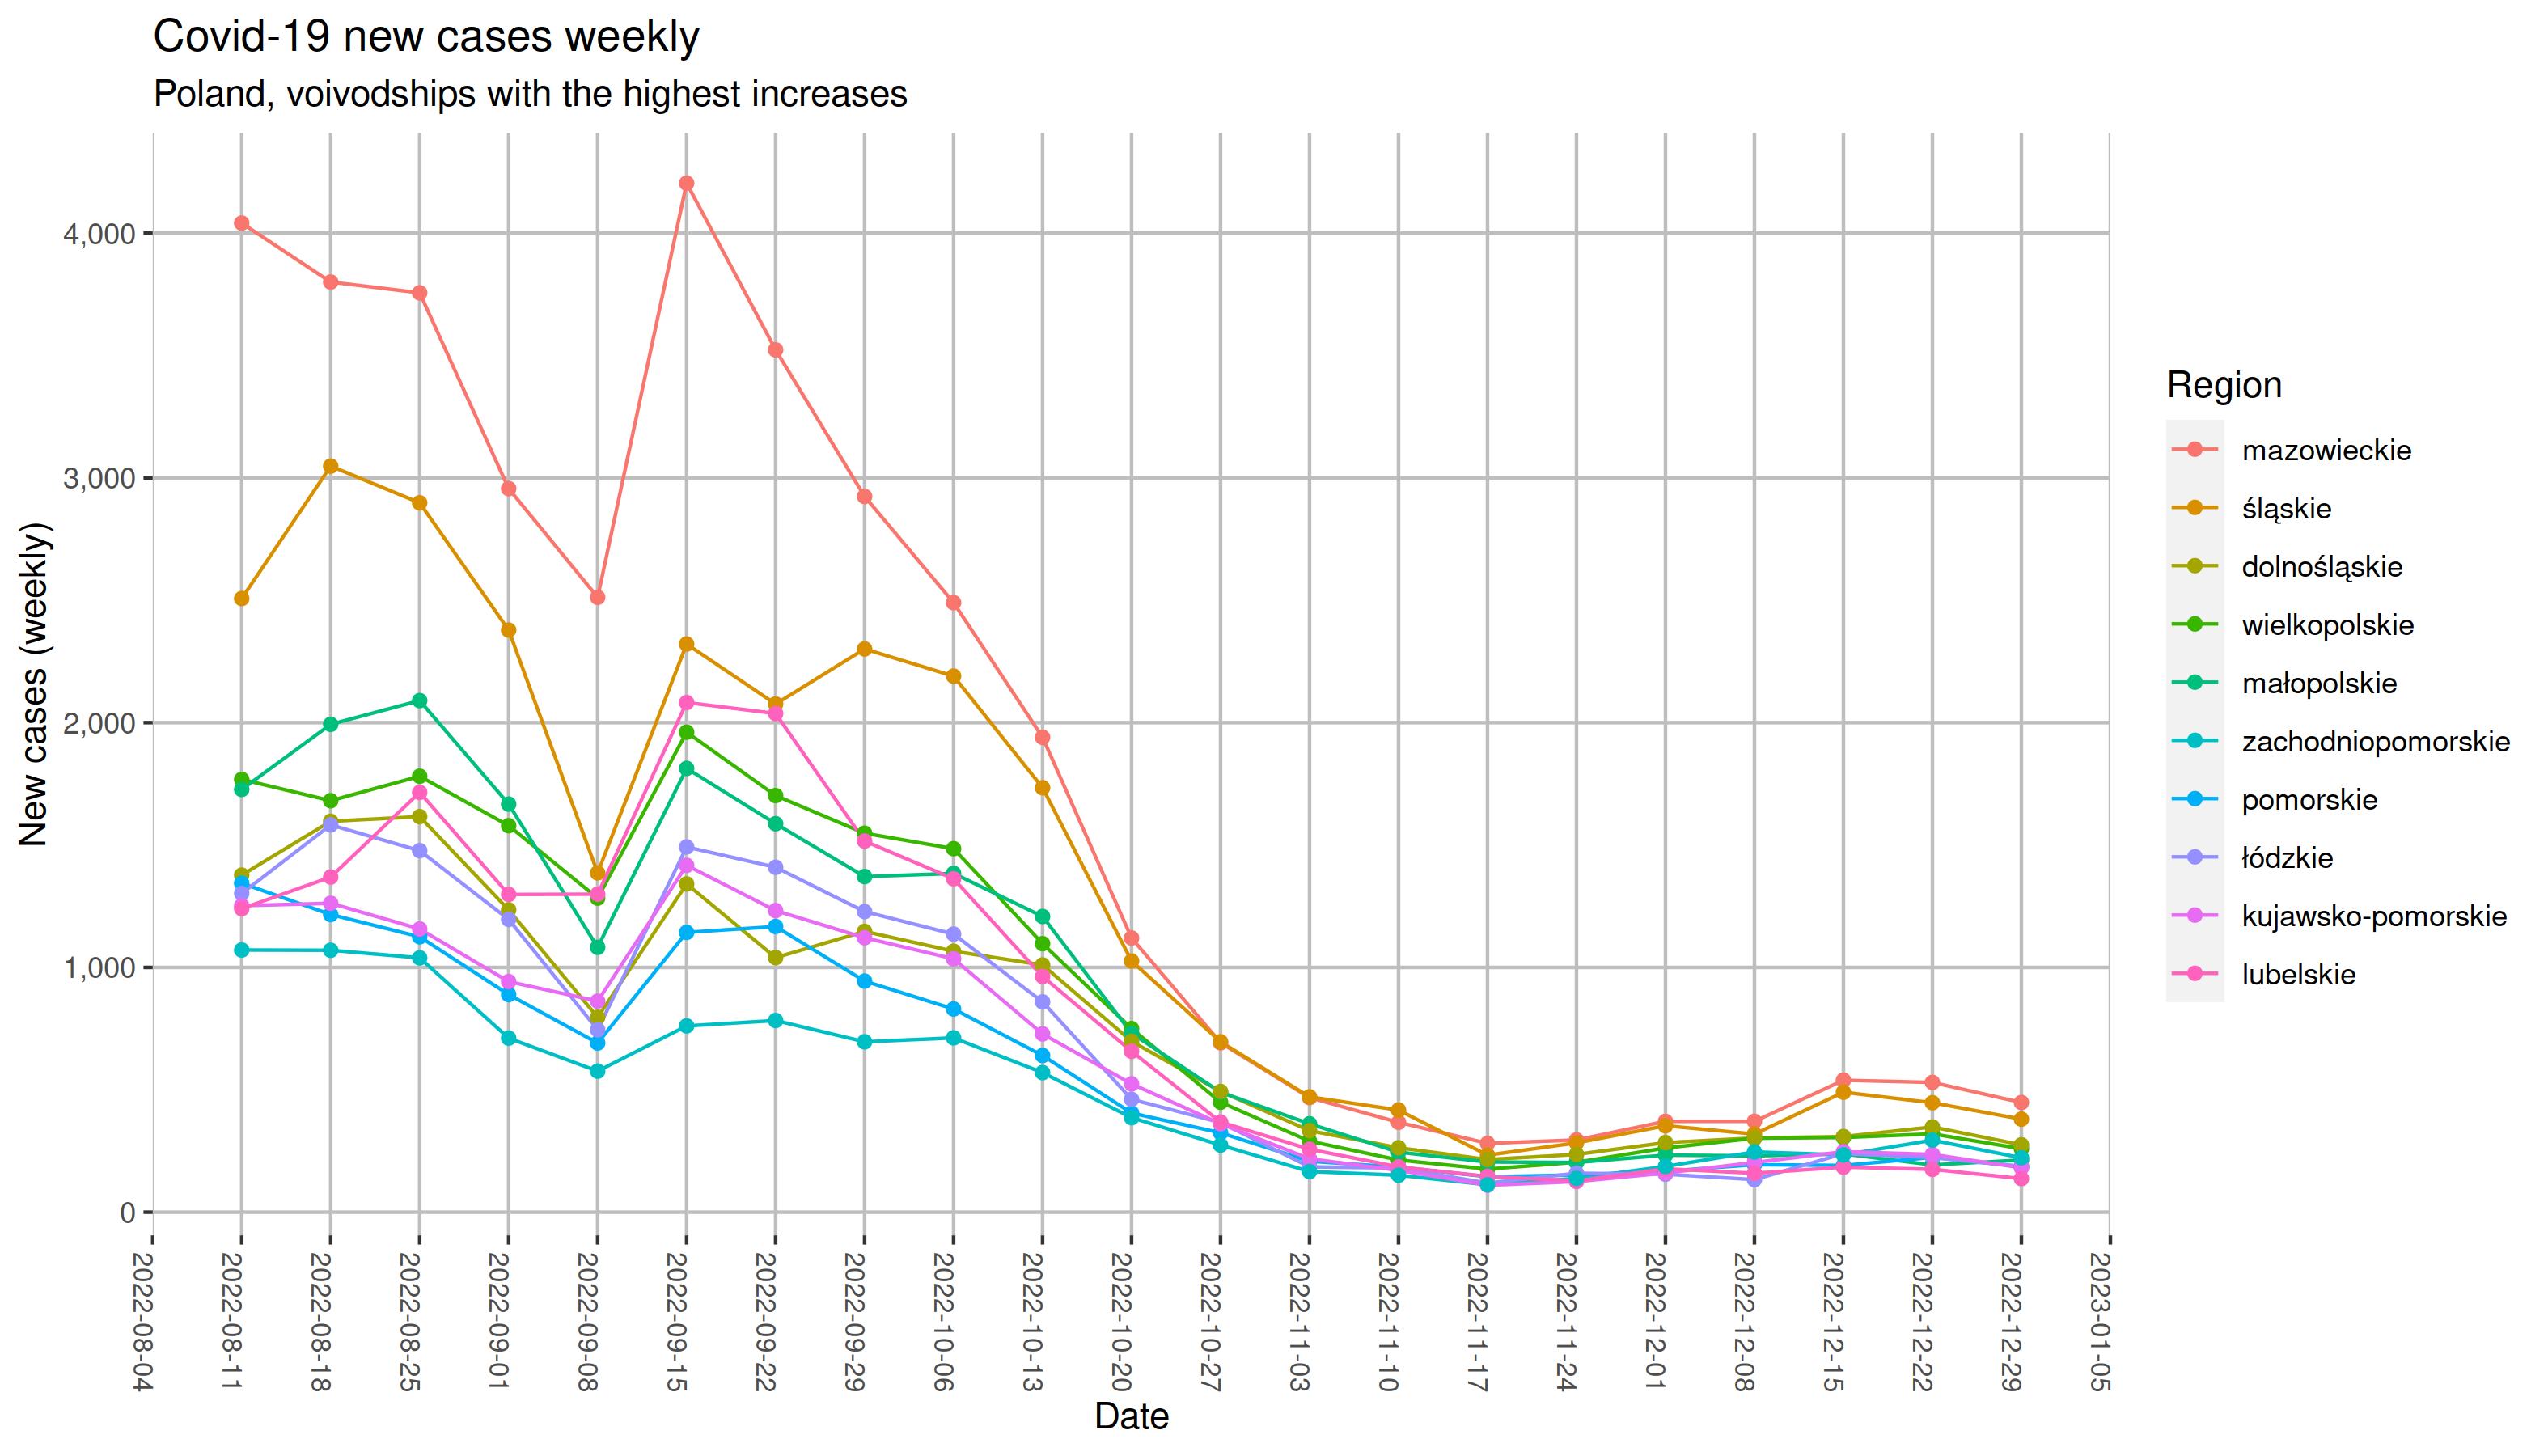 Covid-19 new cases weekly
Poland, voivodships with the highest increases
New cases (weekly)
4,000
3,000
2,000
1,000
0
2022-08-04
2022-08-11
2022-08-18
2022-08-25
2022-09-01
2022-09-08
2022-09-15
2022-09-22
2022-09-29
2022-10-06
2022-10-13
2022-10-20
2022-10-27
2022-11-03
2022-11-10
2022-11-17
2022-11-24
2022-12-01
2022-12-08
2022-12-15
2022-12-22
2022-12-29
2023-01-05
Date
Region
mazowieckie
śląskie
dolnośląskie
wielkopolskie
małopolskie
zachodniopomorskie
pomorskie
łódzkie
kujawsko-pomorskie
lubelskie